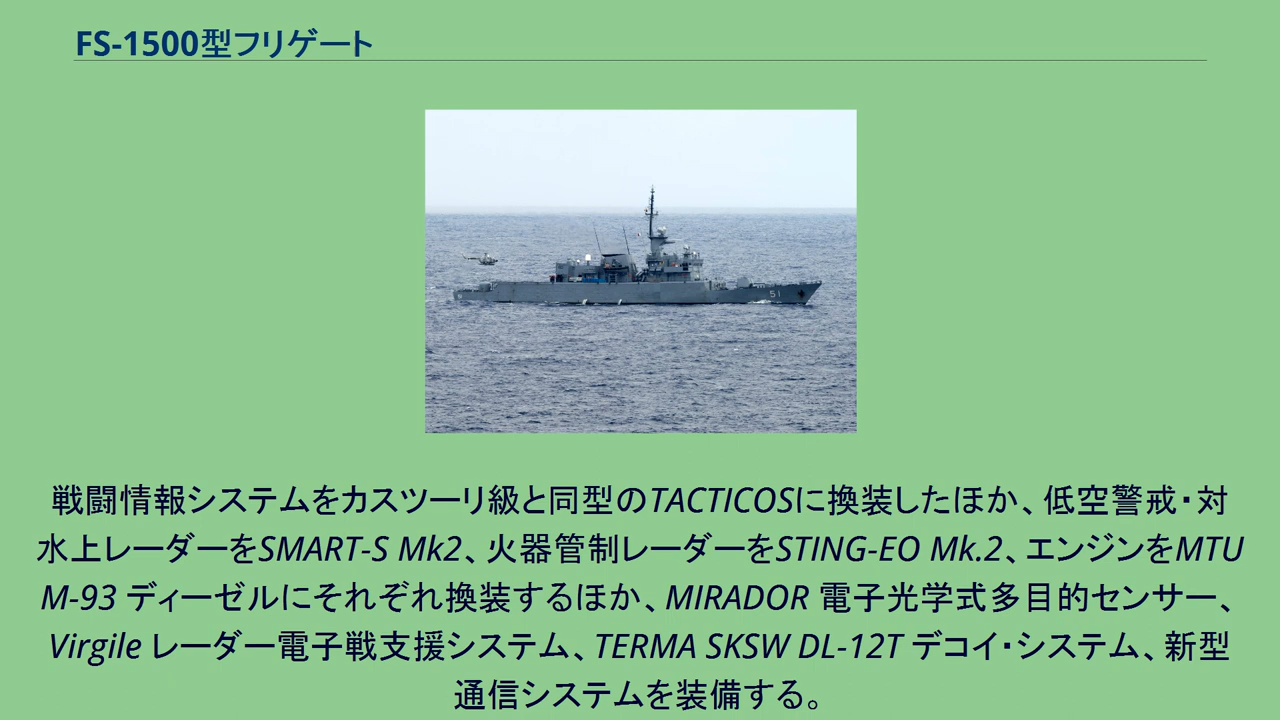 FS-1500型フリゲート
51
戦闘情報システムをカスツーリ級と同型のTACTICOSに換装したほか、低空警戒・対
水上レーダーをSMART-S Mk2、火器管制レーダーをSTING-EO Mk.2、エンジンをMTU
M-93 ディーゼルにそれぞれ換装するほか、MIRADOR 電子光学式多目的センサー、
Virgile レーダー電子戦支援システム、TERMA SKSW DL-12T デコイ・システム、新型
通信システムを装備する。